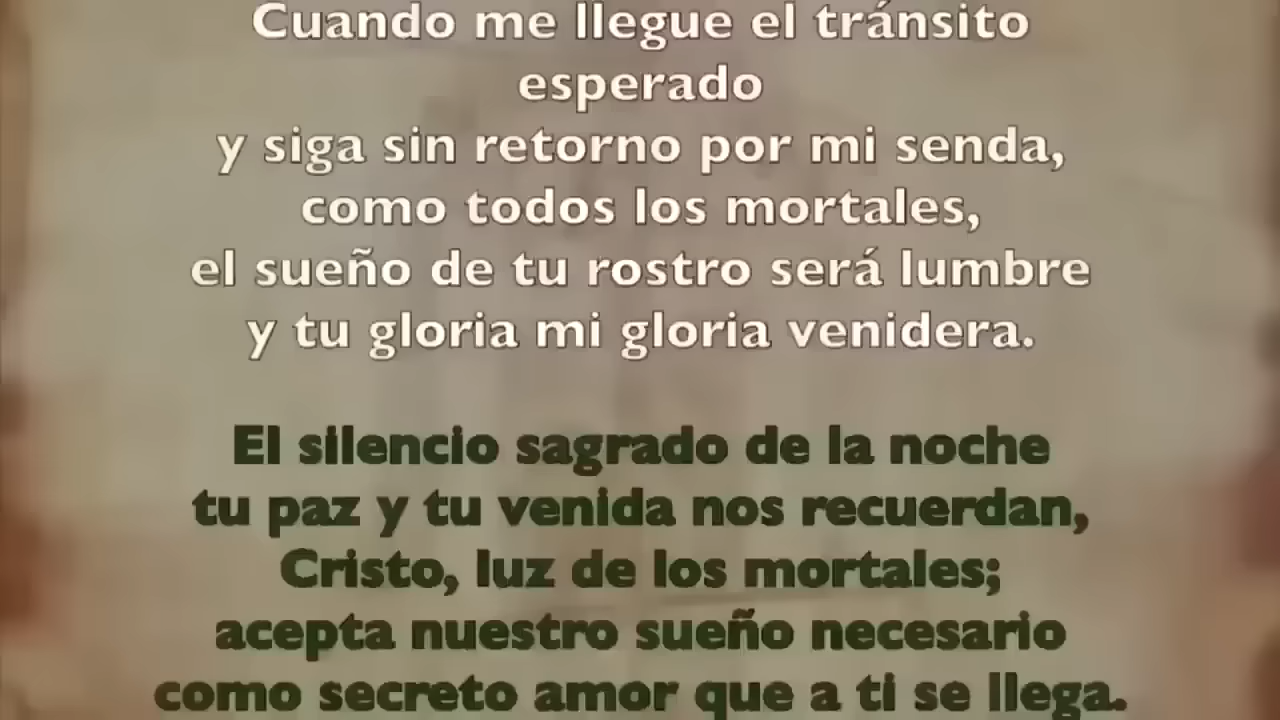 Cuando me llegue el tránsito
esperado
y siga sin retorno por mi senda,
como todos los mortales,
el sueño de tu rostro será lumbre
y tu gloria mi gloria venidera.
El silencio sagrado de la noche
tu paz y tu venida nos recuerdan,
Cristo, luz de los mortales;
acepta nuestro sueño necesario
como secreto amor que a ti se llega.